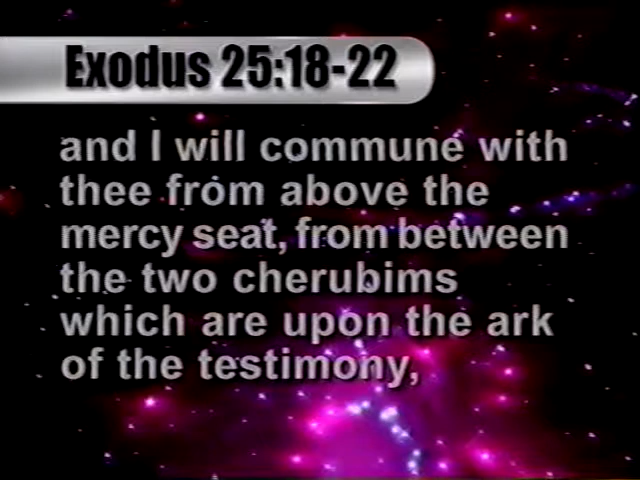 Exodus 25:18-22
and I will commune with
thee from above the
mercy seat, from between
the two cherubims
which are upon the ark
of the testimony,